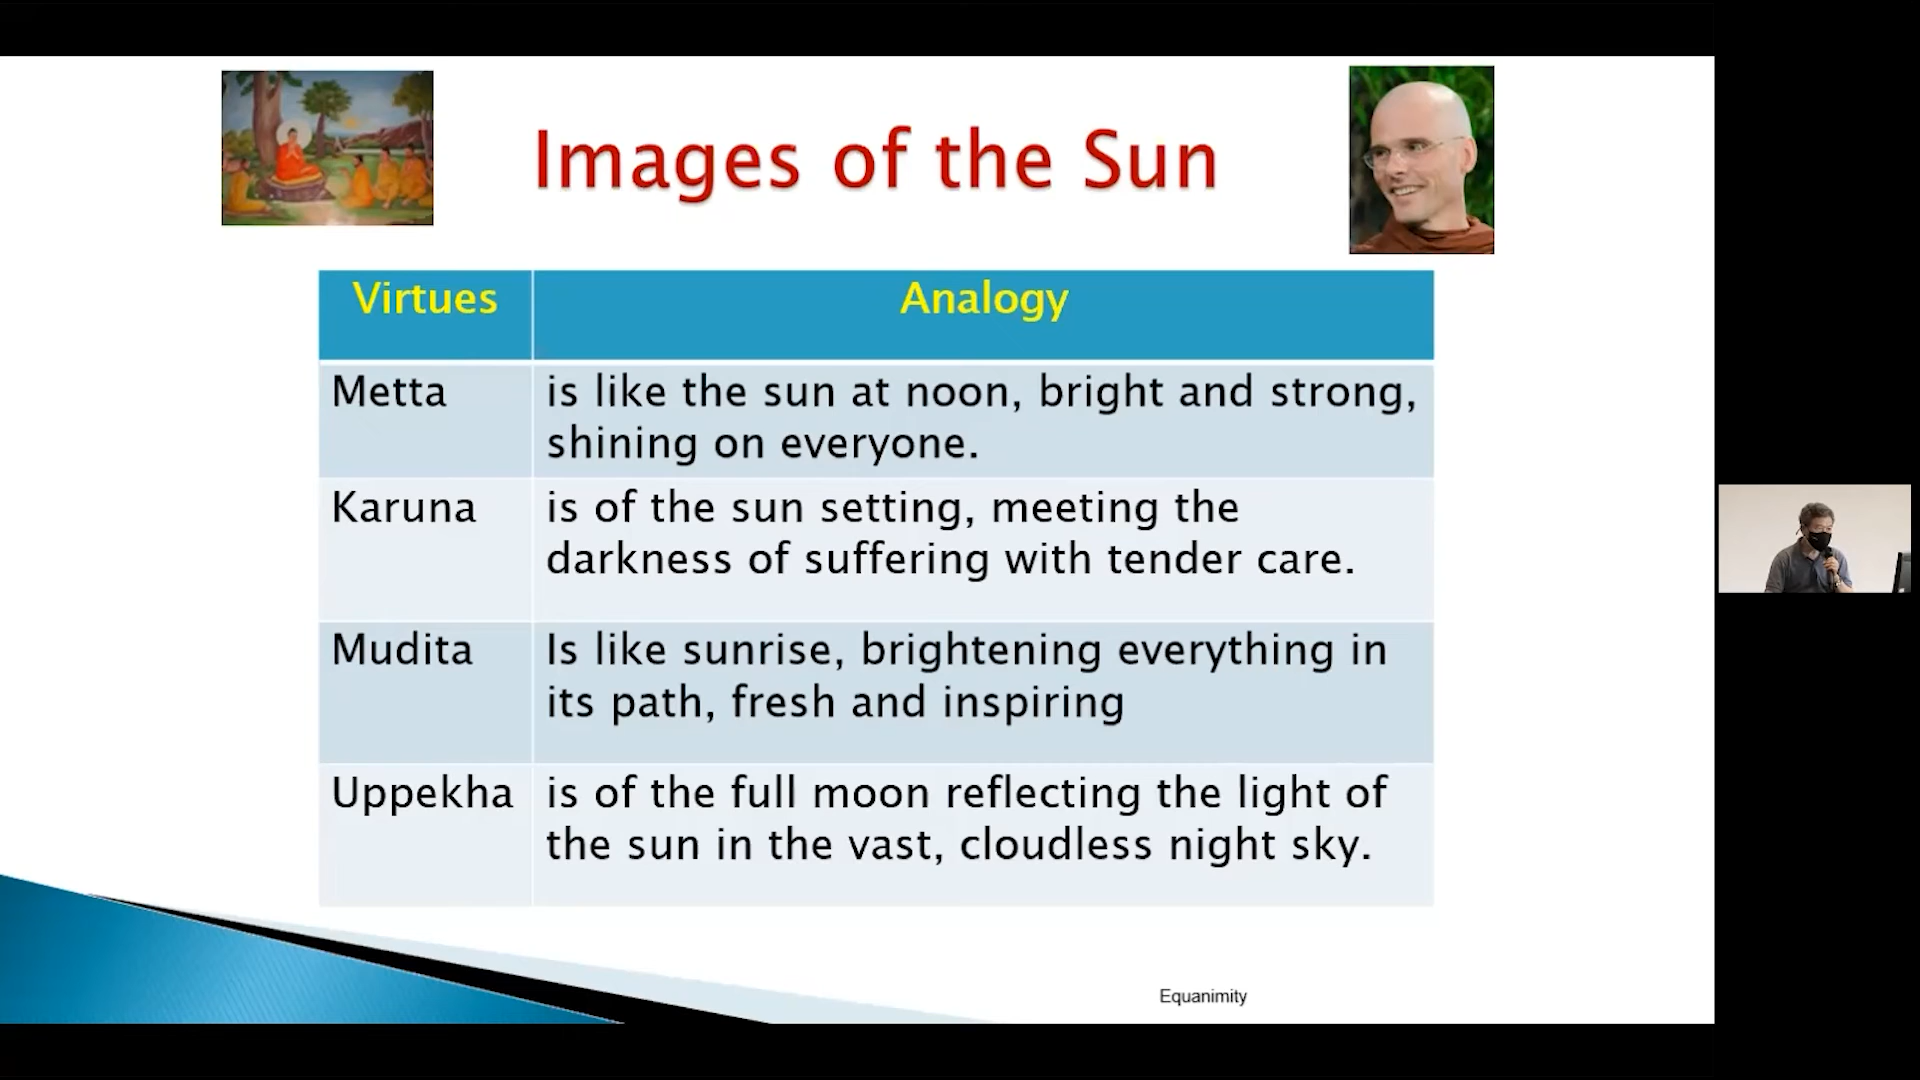 Images of the Sun
Virtues
Analogy
Metta
is like the sun at noon, bright and strong,
shining on everyone.
Karuna
is of the sun setting, meeting the
darkness of suffering with tender care.
Mudita
Is like sunrise, brightening everything in
its path, fresh and inspiring
Uppekha
is of the full moon reflecting the light of
the sun in the vast, cloudless night sky.
Equanimity